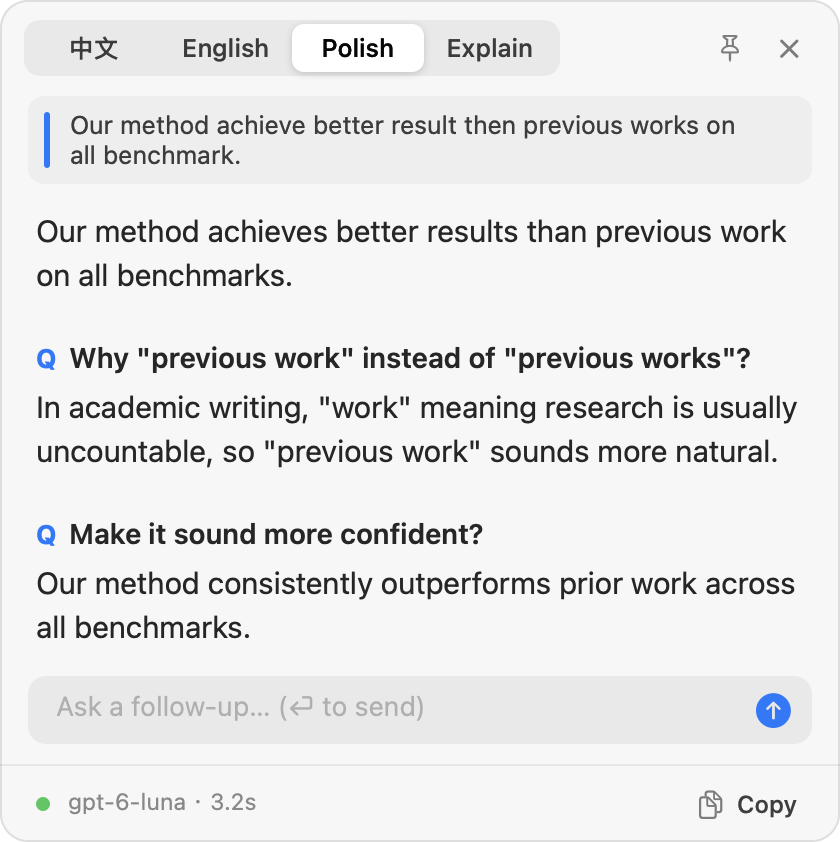 中文 English Polish Explain
Our method achieve better result then previous works on
all benchmark.
Our method achieves better results than previous work
on all benchmarks.
Q Why "previous work" instead of "previous works"?
In academic writing, "work" meaning research is usually
uncountable, so "previous work" sounds more natural.
Q Make it sound more confident?
Our method consistently outperforms prior work across
all benchmarks.
Ask a follow-up... (⏎ to send)
gpt-6-luna · 3.2s Copy